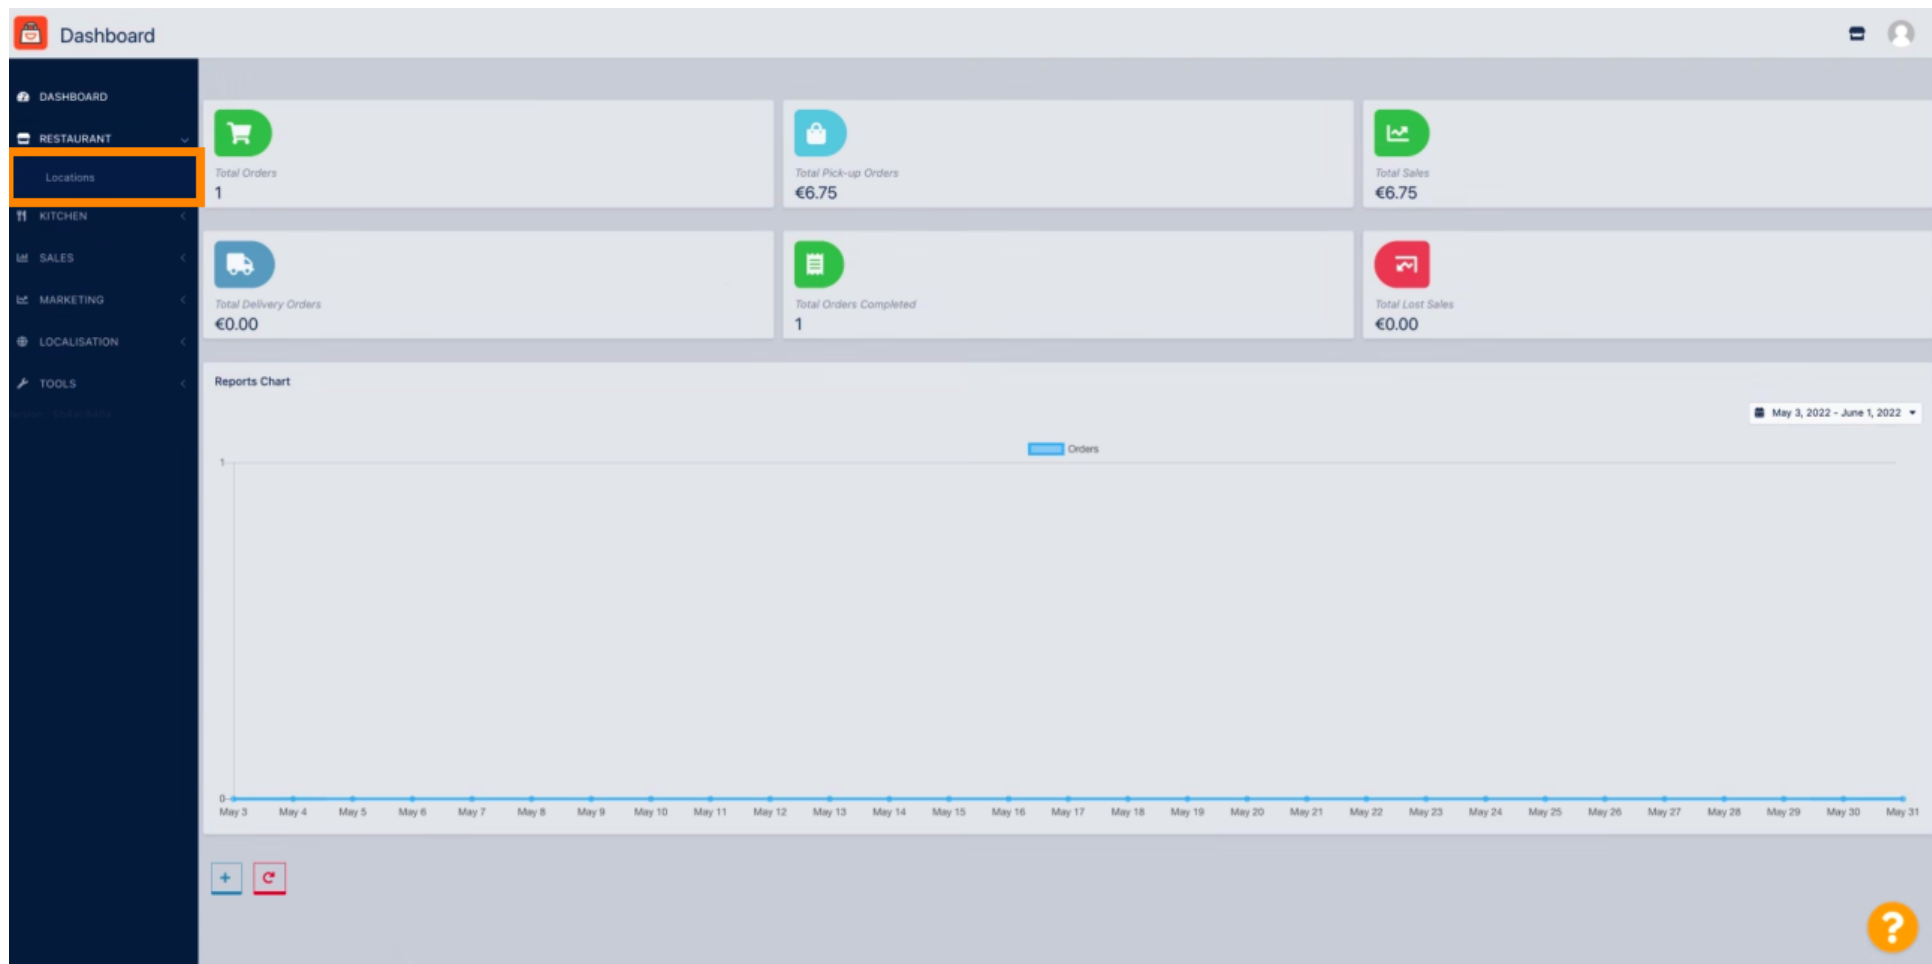 Dashboard
DASHBOARD
RESTAURANT
Locations
KITCHEN
SALES
MARKETING
LOCALISATION
TOOLS
Total Orders
1
Total Pick-up Orders
€6.75
Total Sales
€6.75
Total Delivery Orders
€0.00
Total Orders Completed
1
Total Lost Sales
€0.00
Reports Chart
May 3, 2022 - June 1, 2022
Orders
1
0
May 3 May 4 May 5 May 6 May 7 May 8 May 9 May 10 May 11 May 12 May 13 May 14 May 15 May 16 May 17 May 18 May 19 May 20 May 21 May 22 May 23 May 24 May 25 May 26 May 27 May 28 May 29 May 30 May 31
+
?